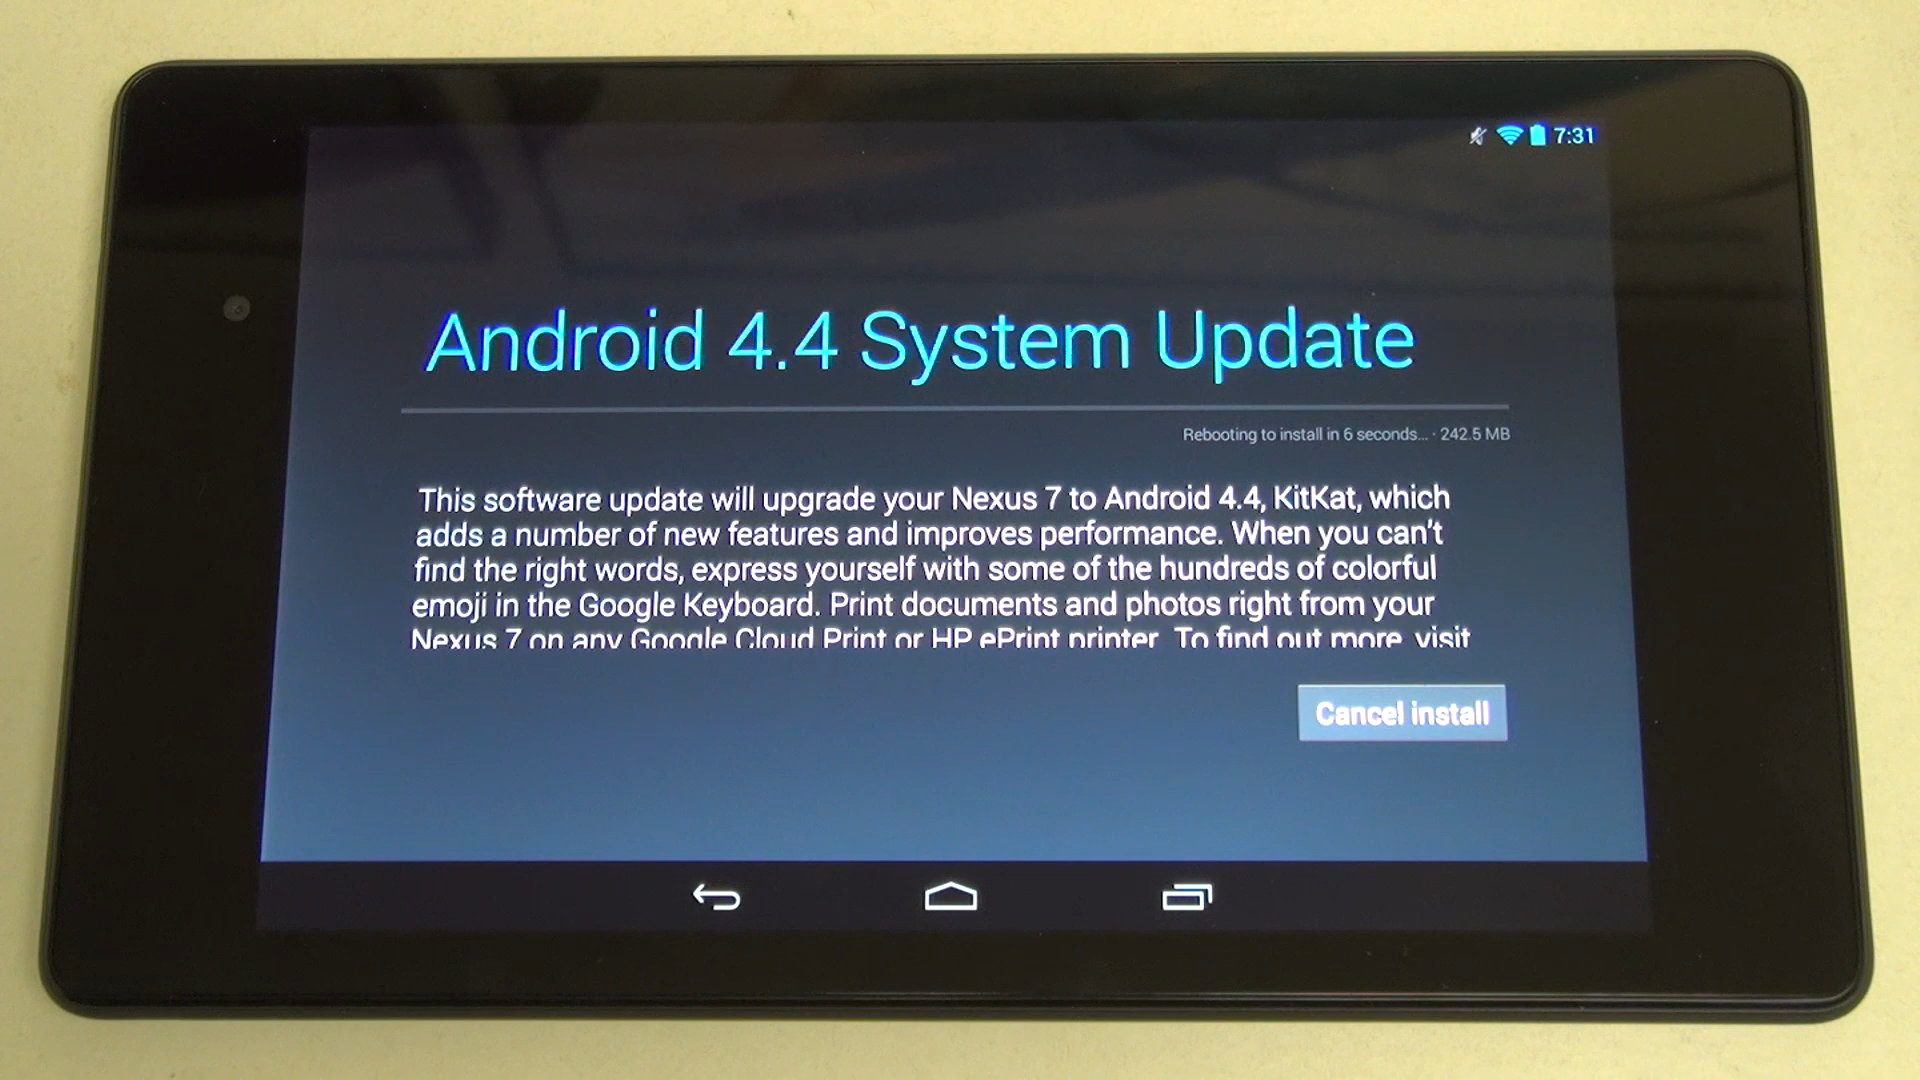 7:31
Android 4.4 System Update
Rebooting to install in 6 seconds... · 242.5 MB
This software update will upgrade your Nexus 7 to Android 4.4, KitKat, which
adds a number of new features and improves performance. When you can't
find the right words, express yourself with some of the hundreds of colorful
emoji in the Google Keyboard. Print documents and photos right from your
Nexus 7 on any Google Cloud Print or HP ePrint printer. To find out more, visit
Cancel install